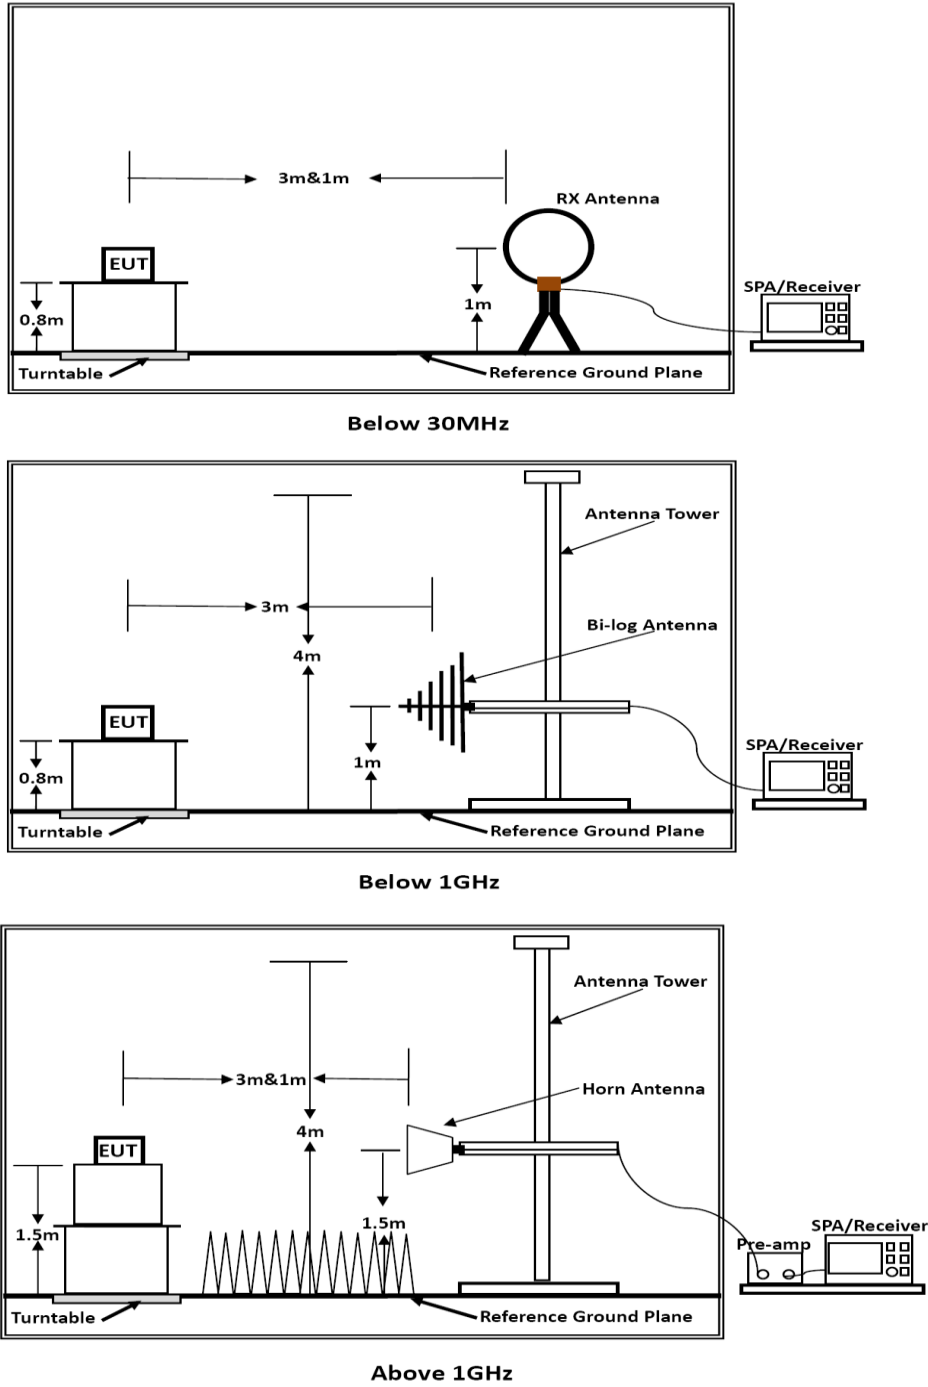 3m&1m
RX Antenna
EUT
SPA/Receiver
1m
0.8m
Turntable
Reference Ground Plane
Below 30MHz
Antenna Tower
3m
Bi-log Antenna
4m
EUT
SPA/Receiver
1m
0.8m
Turntable
Reference Ground Plane
Below 1GHz
Antenna Tower
3m&1m
Horn Antenna
4m
EUT
1.5m
SPA/Receiver
1.5m
Pre-amp
Turntable
Reference Ground Plane
Above 1GHz